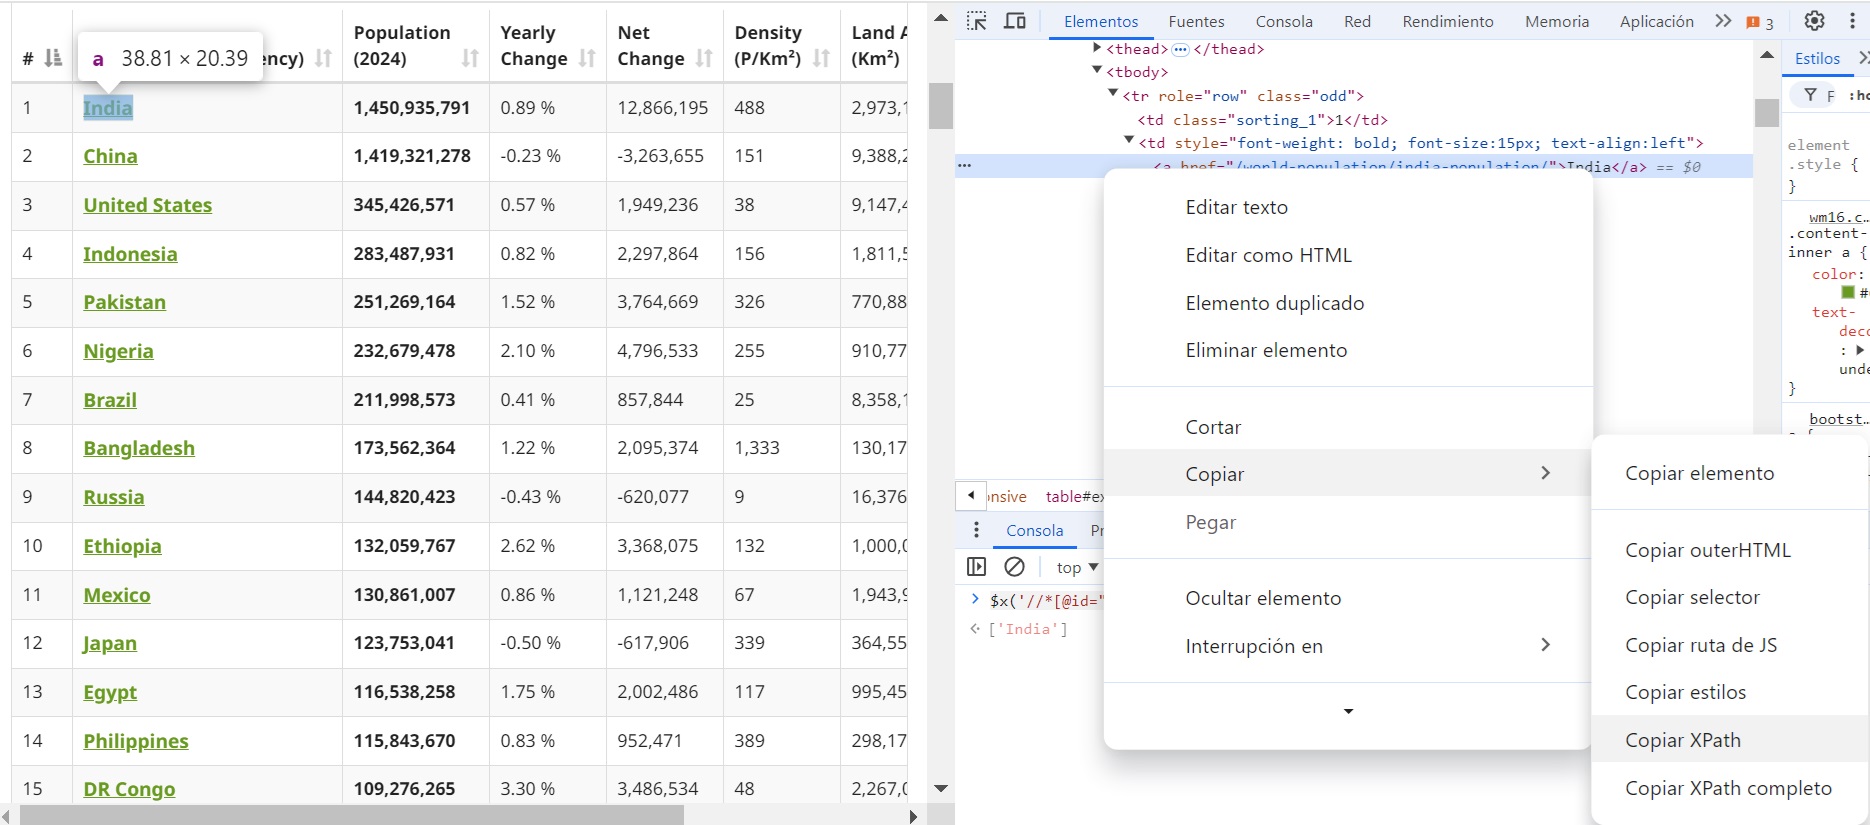 #
a 38.81 × 20.39
ency)
Population
(2024)
Yearly
Change
Net
Change
Density
(P/Km²)
Land A
(Km²)
1 India 1,450,935,791 0.89 % 12,866,195 488 2,973,1
2 China 1,419,321,278 -0.23 % -3,263,655 151 9,388,2
3 United States 345,426,571 0.57 % 1,949,236 38 9,147,4
4 Indonesia 283,487,931 0.82 % 2,297,864 156 1,811,5
5 Pakistan 251,269,164 1.52 % 3,764,669 326 770,88
6 Nigeria 232,679,478 2.10 % 4,796,533 255 910,77
7 Brazil 211,998,573 0.41 % 857,844 25 8,358,1
8 Bangladesh 173,562,364 1.22 % 2,095,374 1,333 130,17
9 Russia 144,820,423 -0.43 % -620,077 9 16,376
10 Ethiopia 132,059,767 2.62 % 3,368,075 132 1,000,0
11 Mexico 130,861,007 0.86 % 1,121,248 67 1,943,9
12 Japan 123,753,041 -0.50 % -617,906 339 364,55
13 Egypt 116,538,258 1.75 % 2,002,486 117 995,45
14 Philippines 115,843,670 0.83 % 952,471 389 298,17
15 DR Congo 109,276,265 3.30 % 3,486,534 48 2,267,0
Elementos Fuentes Consola Red Rendimiento Memoria Aplicación 3
<thead> ⋯ </thead>
<tbody>
<tr role="row" class="odd">
<td class="sorting_1">1</td>
<td style="font-weight: bold; font-size:15px; text-align:left">
<a href="/world-population/india-population/">India</a> == $0
Editar texto
Editar como HTML
Elemento duplicado
Eliminar elemento
Cortar
Copiar
Pegar
Ocultar elemento
Interrupción en
Copiar elemento
Copiar outerHTML
Copiar selector
Copiar ruta de JS
Copiar estilos
Copiar XPath
Copiar XPath completo
onsive table#ex
Consola Pr
top
$x('//*[@id="
['India']
Estilos
F :ho
element
.style {
}
wm16.c…
.content-
inner a {
color:
#
text-
deco
:
unde
}
bootst…